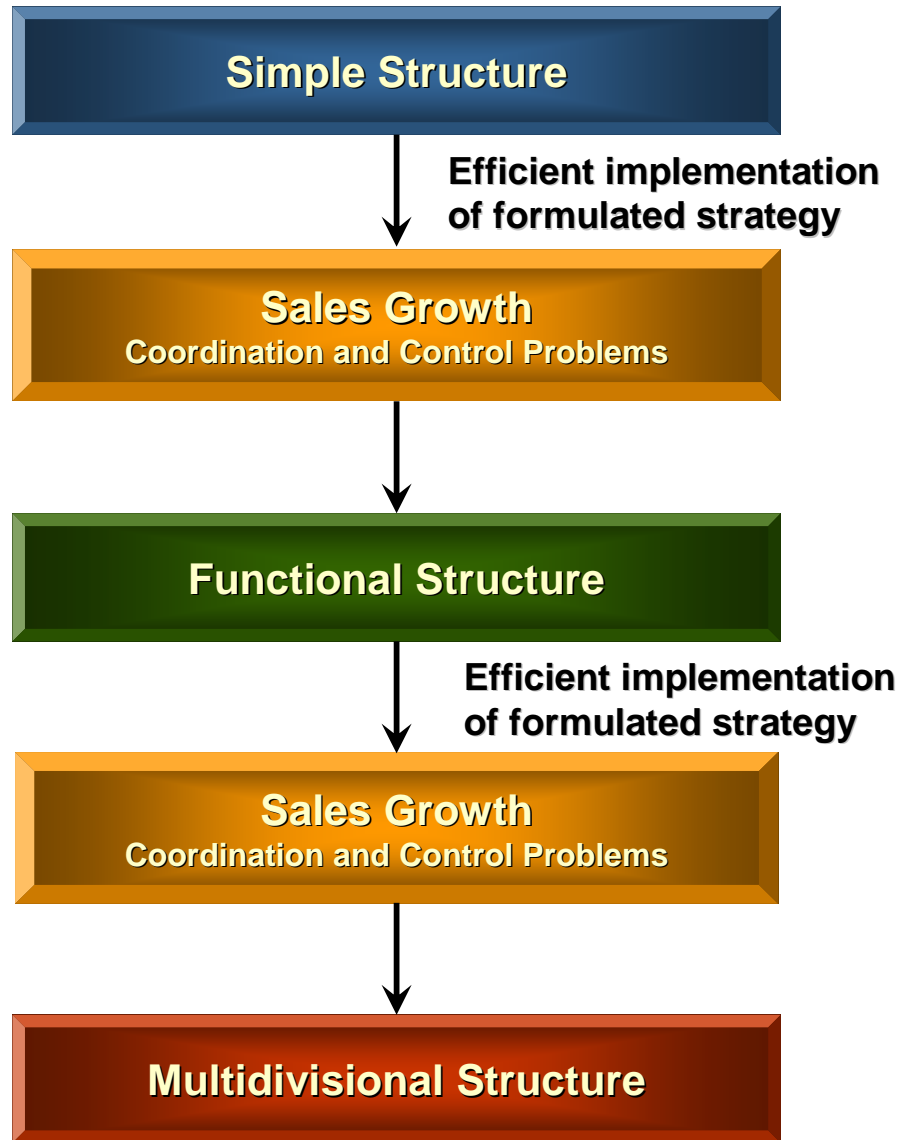 Simple Structure
Efficient implementation
of formulated strategy
Sales Growth
Coordination and Control Problems
Functional Structure
Efficient implementation
of formulated strategy
Sales Growth
Coordination and Control Problems
Multidivisional Structure